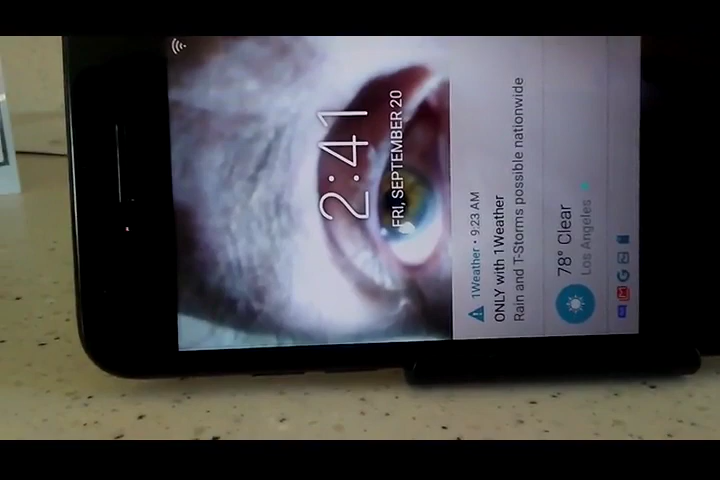 2:41
FRI, SEPTEMBER 20
1Weather • 9:23 AM
ONLY with 1Weather
Rain and T-Storms possible nationwide
78° Clear
Los Angeles